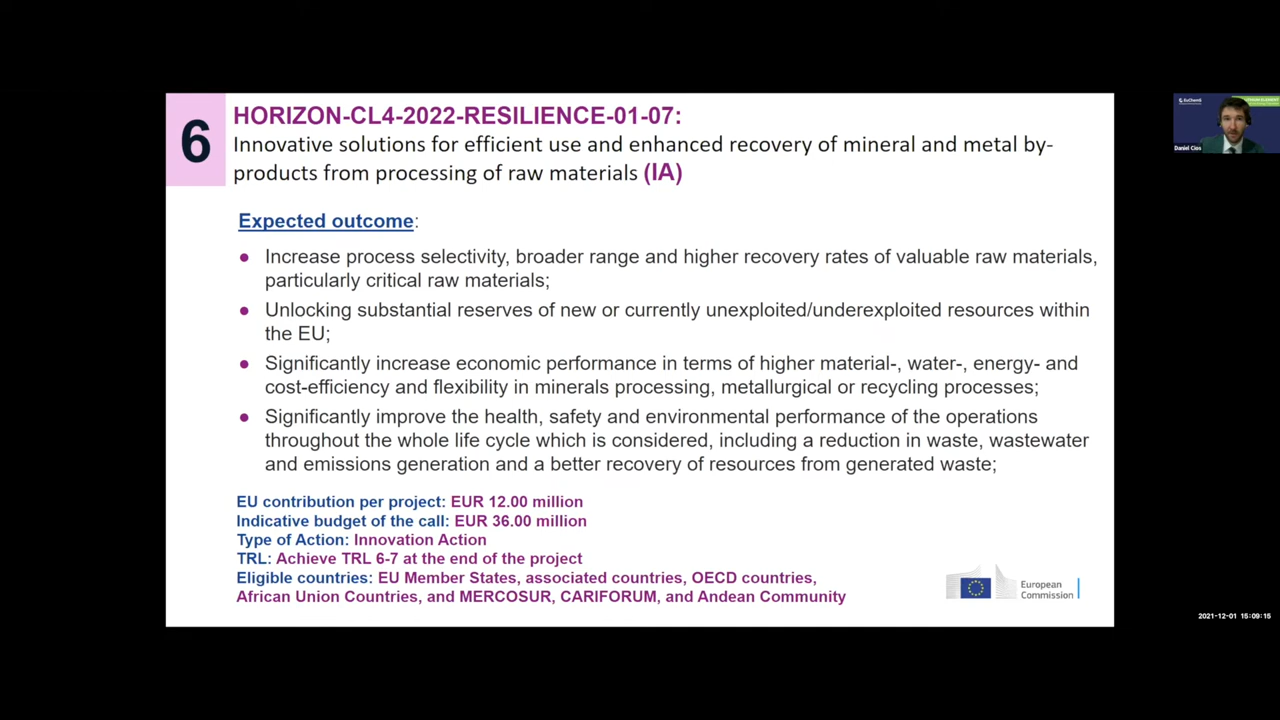 6
HORIZON-CL4-2022-RESILIENCE-01-07:
Innovative solutions for efficient use and enhanced recovery of mineral and metal by-
products from processing of raw materials (IA)
Expected outcome:
● Increase process selectivity, broader range and higher recovery rates of valuable raw materials,
particularly critical raw materials;
● Unlocking substantial reserves of new or currently unexploited/underexploited resources within
the EU;
● Significantly increase economic performance in terms of higher material-, water-, energy- and
cost-efficiency and flexibility in minerals processing, metallurgical or recycling processes;
● Significantly improve the health, safety and environmental performance of the operations
throughout the whole life cycle which is considered, including a reduction in waste, wastewater
and emissions generation and a better recovery of resources from generated waste;
EU contribution per project: EUR 12.00 million
Indicative budget of the call: EUR 36.00 million
Type of Action: Innovation Action
TRL: Achieve TRL 6-7 at the end of the project
Eligible countries: EU Member States, associated countries, OECD countries,
African Union Countries, and MERCOSUR, CARIFORUM, and Andean Community
European
Commission
EuChemS
Daniel Cios
2021-12-01 15:09:15